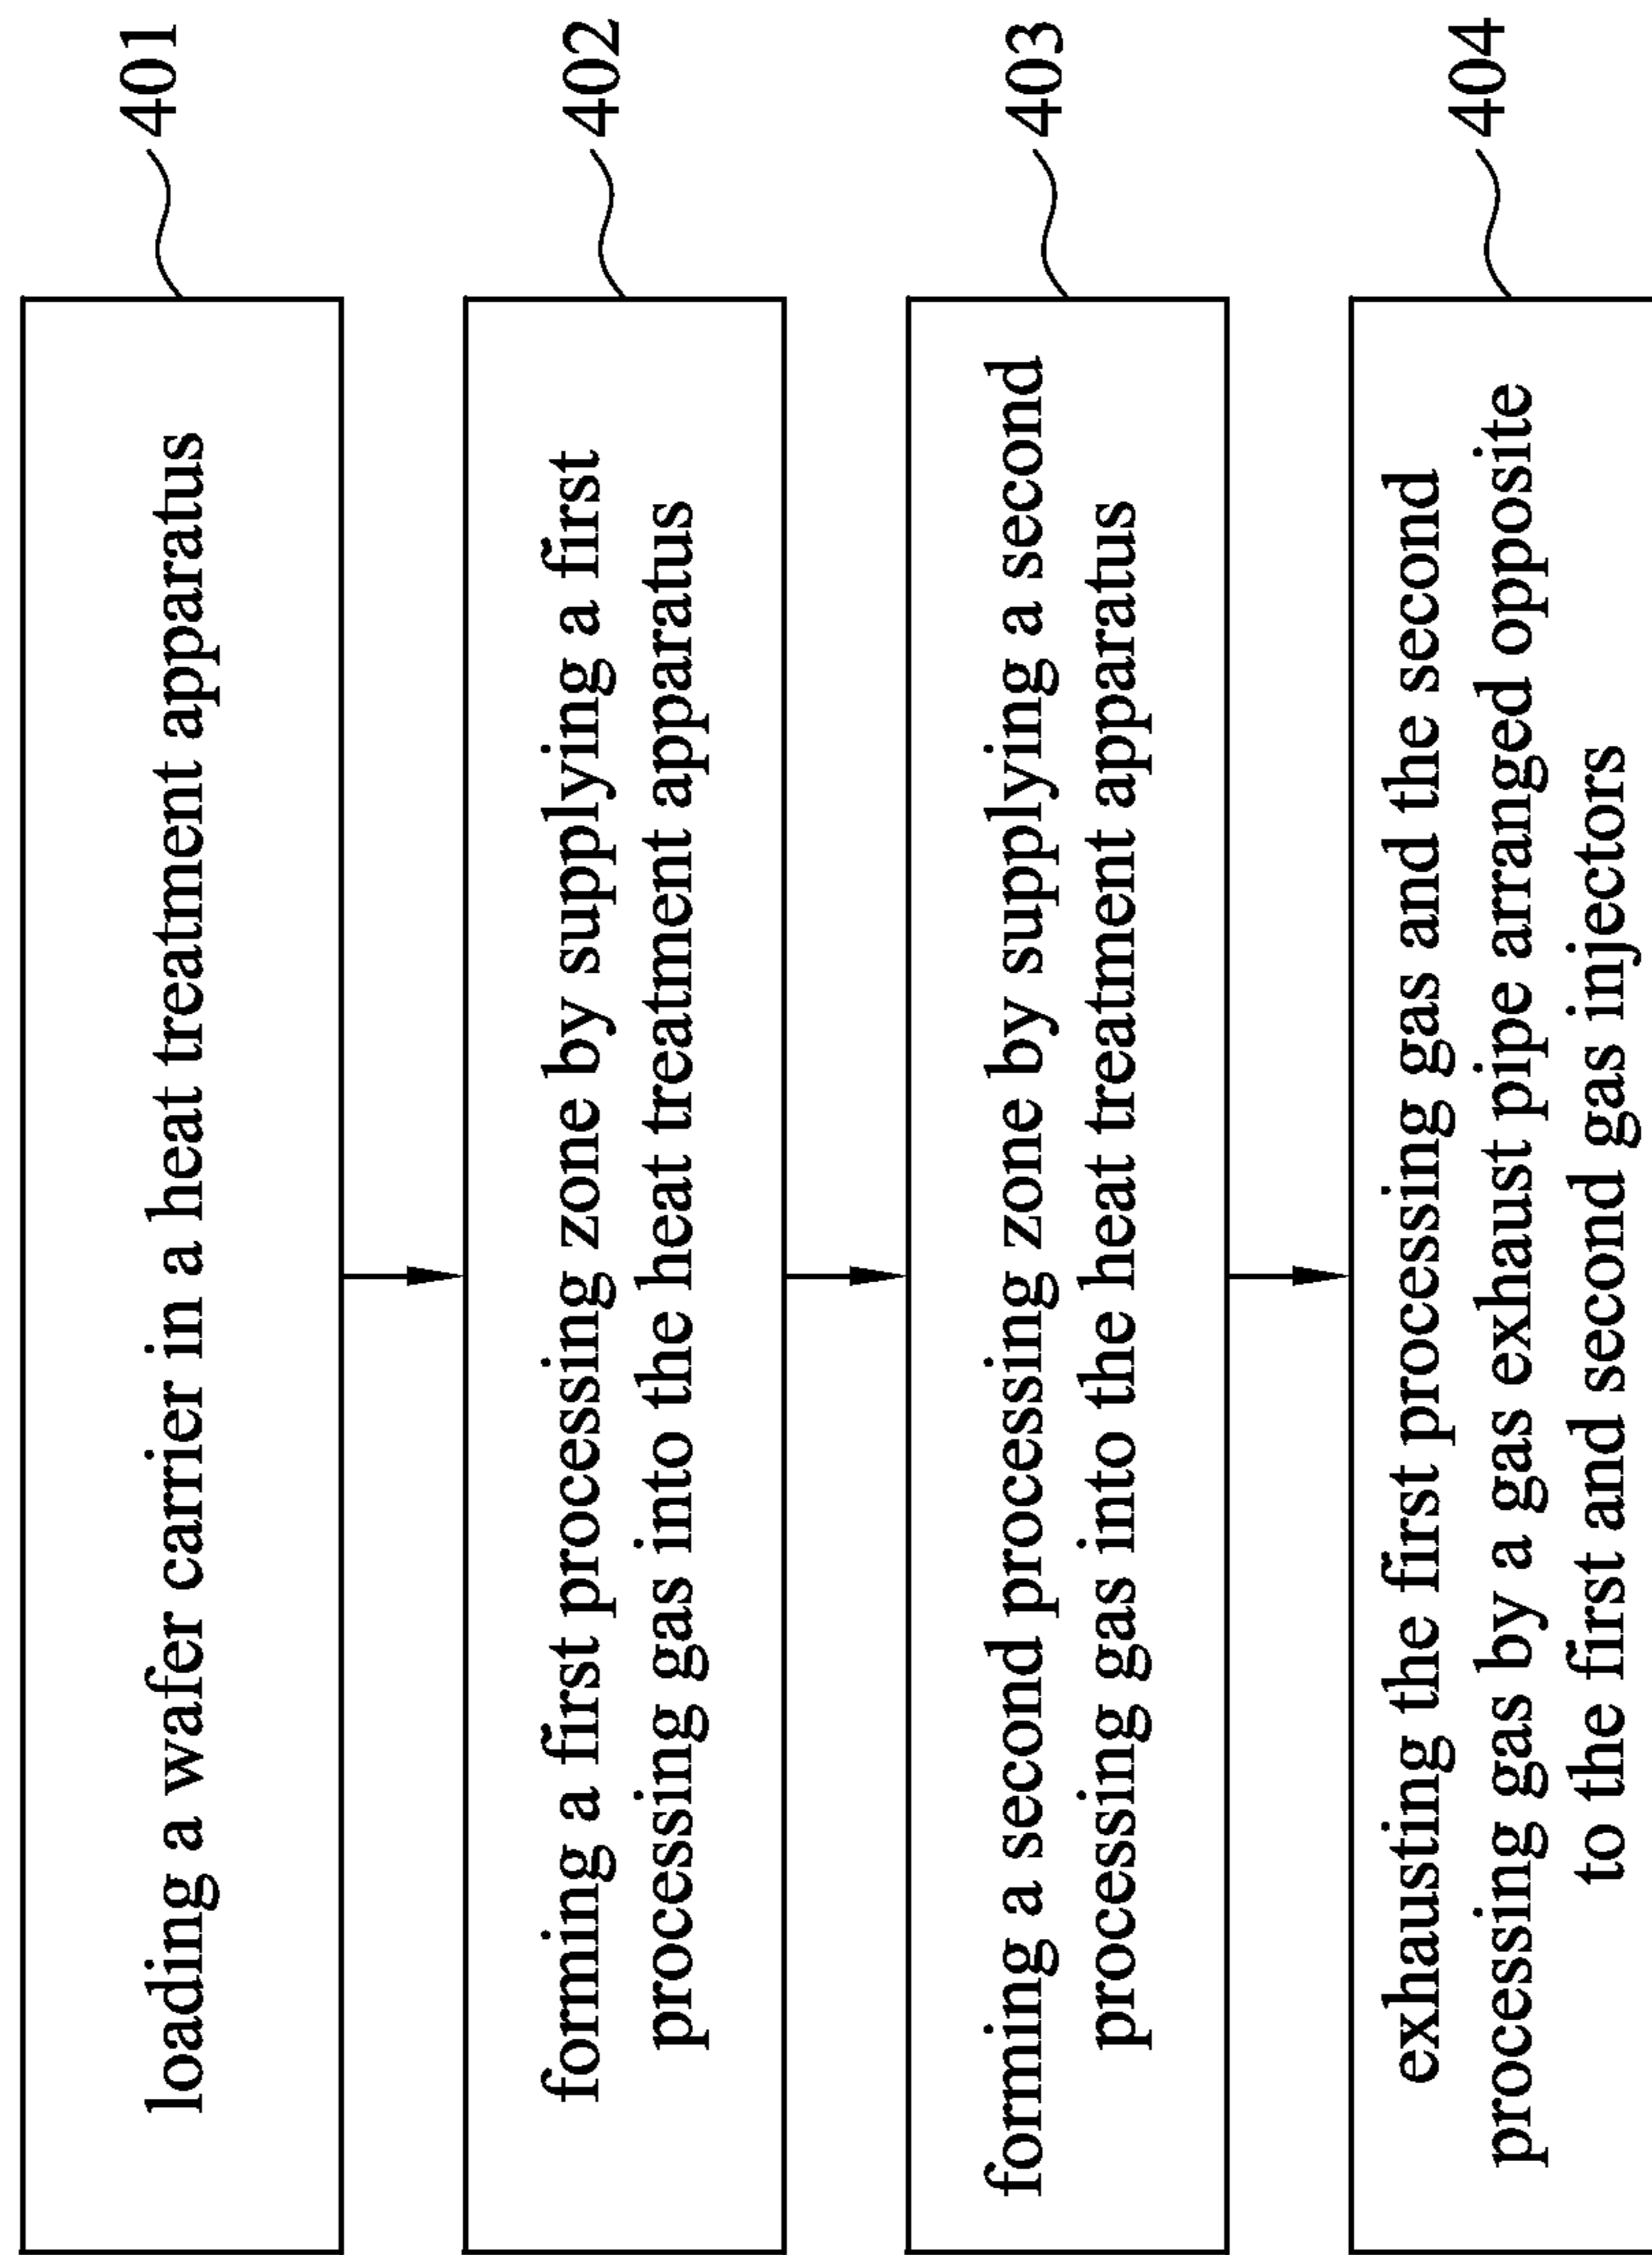 loading a wafer carrier in a heat treatment apparatus
401
forming a first processing zone by supplying a first
processing gas into the heat treatment apparatus
402
forming a second processing zone by supplying a second
processing gas into the heat treatment apparatus
403
exhausting the first processing gas and the second
processing gas by a gas exhaust pipe arranged opposite
to the first and second gas injectors
404